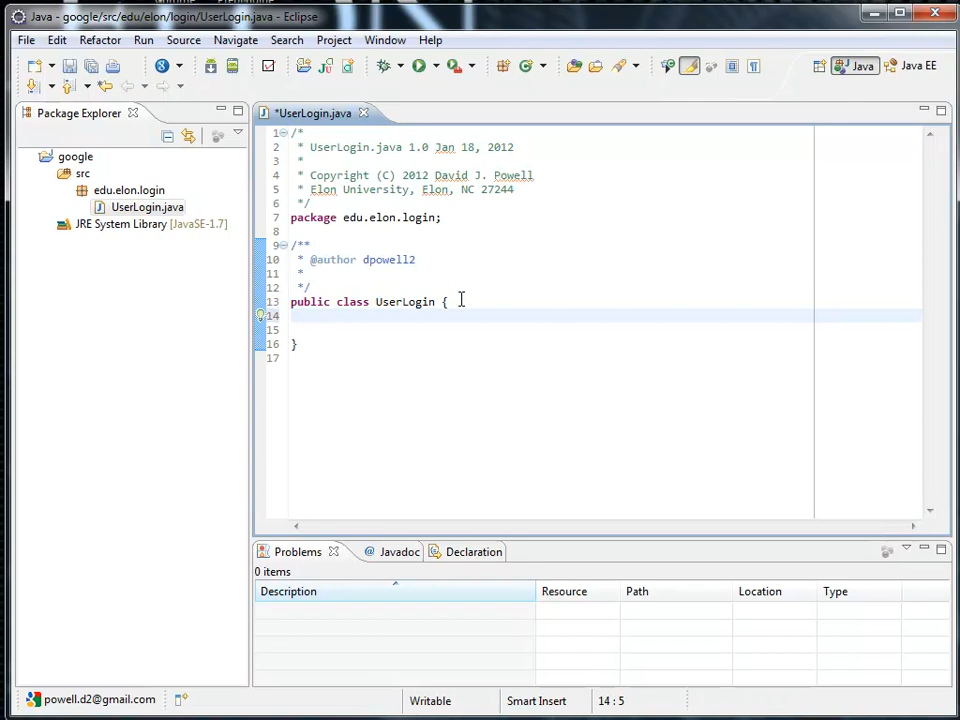 Java - google/src/edu/elon/login/UserLogin.java - Eclipse
File Edit Refactor Run Source Navigate Search Project Window Help
Java Java EE
Package Explorer
*UserLogin.java
google
src
edu.elon.login
UserLogin.java
JRE System Library [JavaSE-1.7]
1 /*
2 * UserLogin.java 1.0 Jan 18, 2012
3 *
4 * Copyright (C) 2012 David J. Powell
5 * Elon University, Elon, NC 27244
6 */
7 package edu.elon.login;
8
9 /**
10 * @author dpowell2
11 *
12 */
13 public class UserLogin {
14
15
16 }
17
Problems @ Javadoc Declaration
0 items
Description Resource Path Location Type
powell.d2@gmail.com Writable Smart Insert 14 : 5